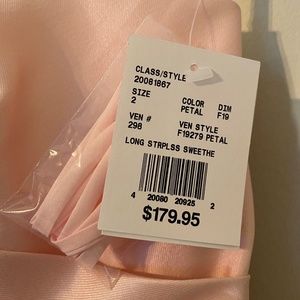 CLASS/STYLE
20081867
SIZE COLOR DIM
2 PETAL F19
VEN # VEN STYLE
298 F19279 PETAL
LONG STRPLSS SWEETHE
4 20080 20925 2
$179.95